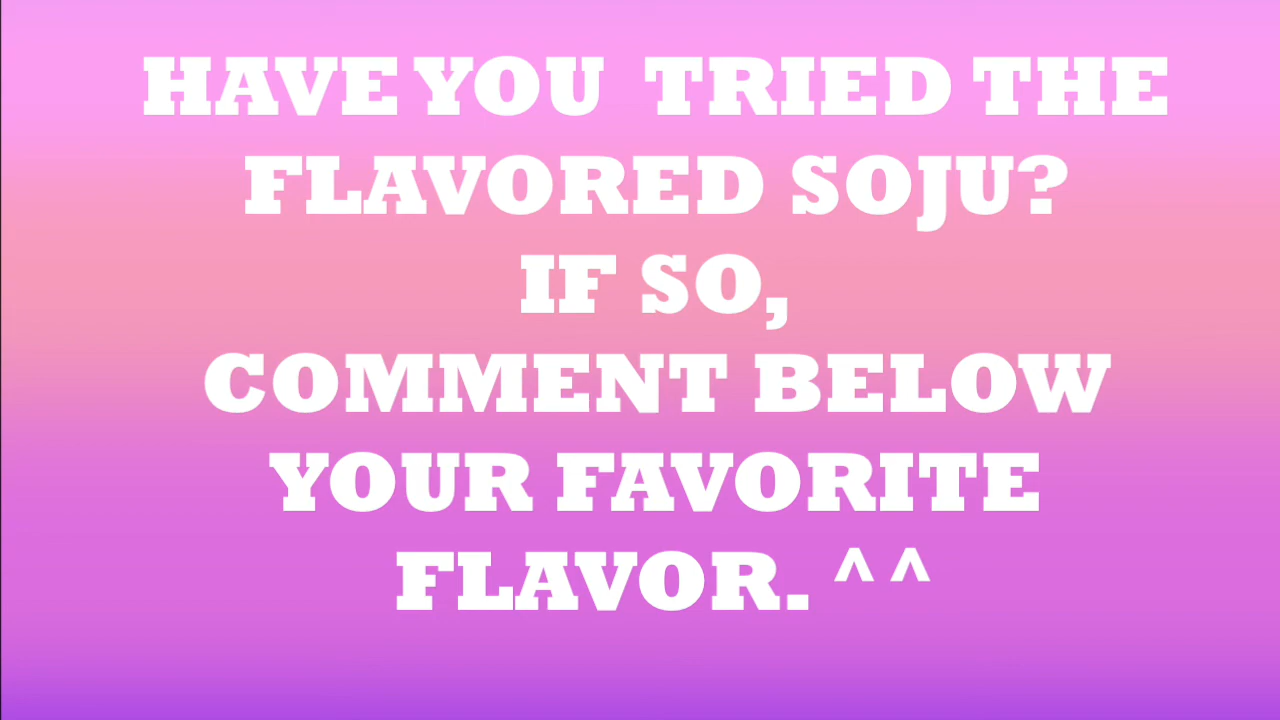 HAVE YOU  TRIED THE
FLAVORED SOJU?
IF SO,
COMMENT BELOW
YOUR FAVORITE
FLAVOR. ^^